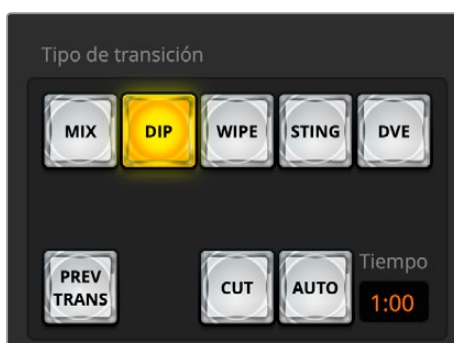 Tipo de transición
MIX DIP WIPE STING DVE
Tiempo
PREV
TRANS
CUT AUTO 1:00